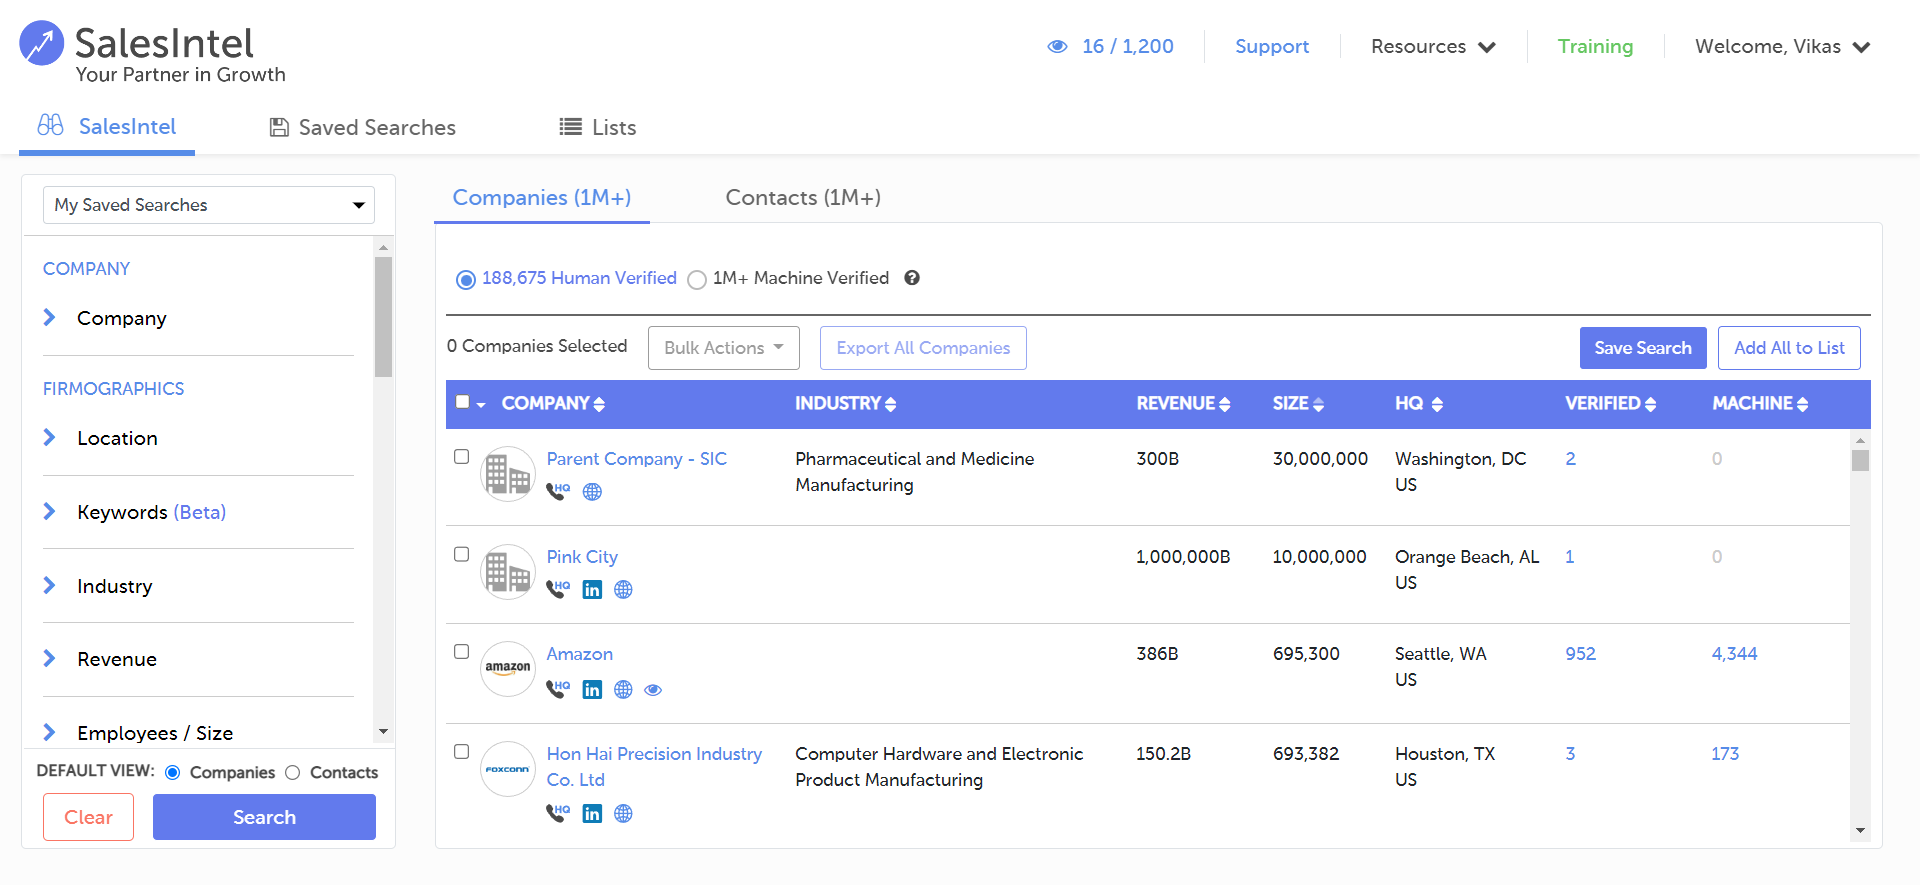 SalesIntel
Your Partner in Growth
16 / 1,200
Support
Resources
Training
Welcome, Vikas
SalesIntel
Saved Searches
Lists
My Saved Searches
COMPANY
Company
FIRMOGRAPHICS
Location
Keywords (Beta)
Industry
Revenue
Employees / Size
DEFAULT VIEW: Companies Contacts
Clear
Search
Companies (1M+)
Contacts (1M+)
188,675 Human Verified
1M+ Machine Verified
?
0 Companies Selected
Bulk Actions
Export All Companies
Save Search
Add All to List
COMPANY INDUSTRY REVENUE SIZE HQ VERIFIED MACHINE
Parent Company - SIC Pharmaceutical and Medicine 300B 30,000,000 Washington, DC 2 0
Manufacturing US
HQ
Pink City 1,000,000B 10,000,000 Orange Beach, AL 1 0
US
HQ in
amazon
Amazon 386B 695,300 Seattle, WA 952 4,344
US
HQ in
FOXCONN
Hon Hai Precision Industry Computer Hardware and Electronic 150.2B 693,382 Houston, TX 3 173
Co. Ltd Product Manufacturing US
HQ in